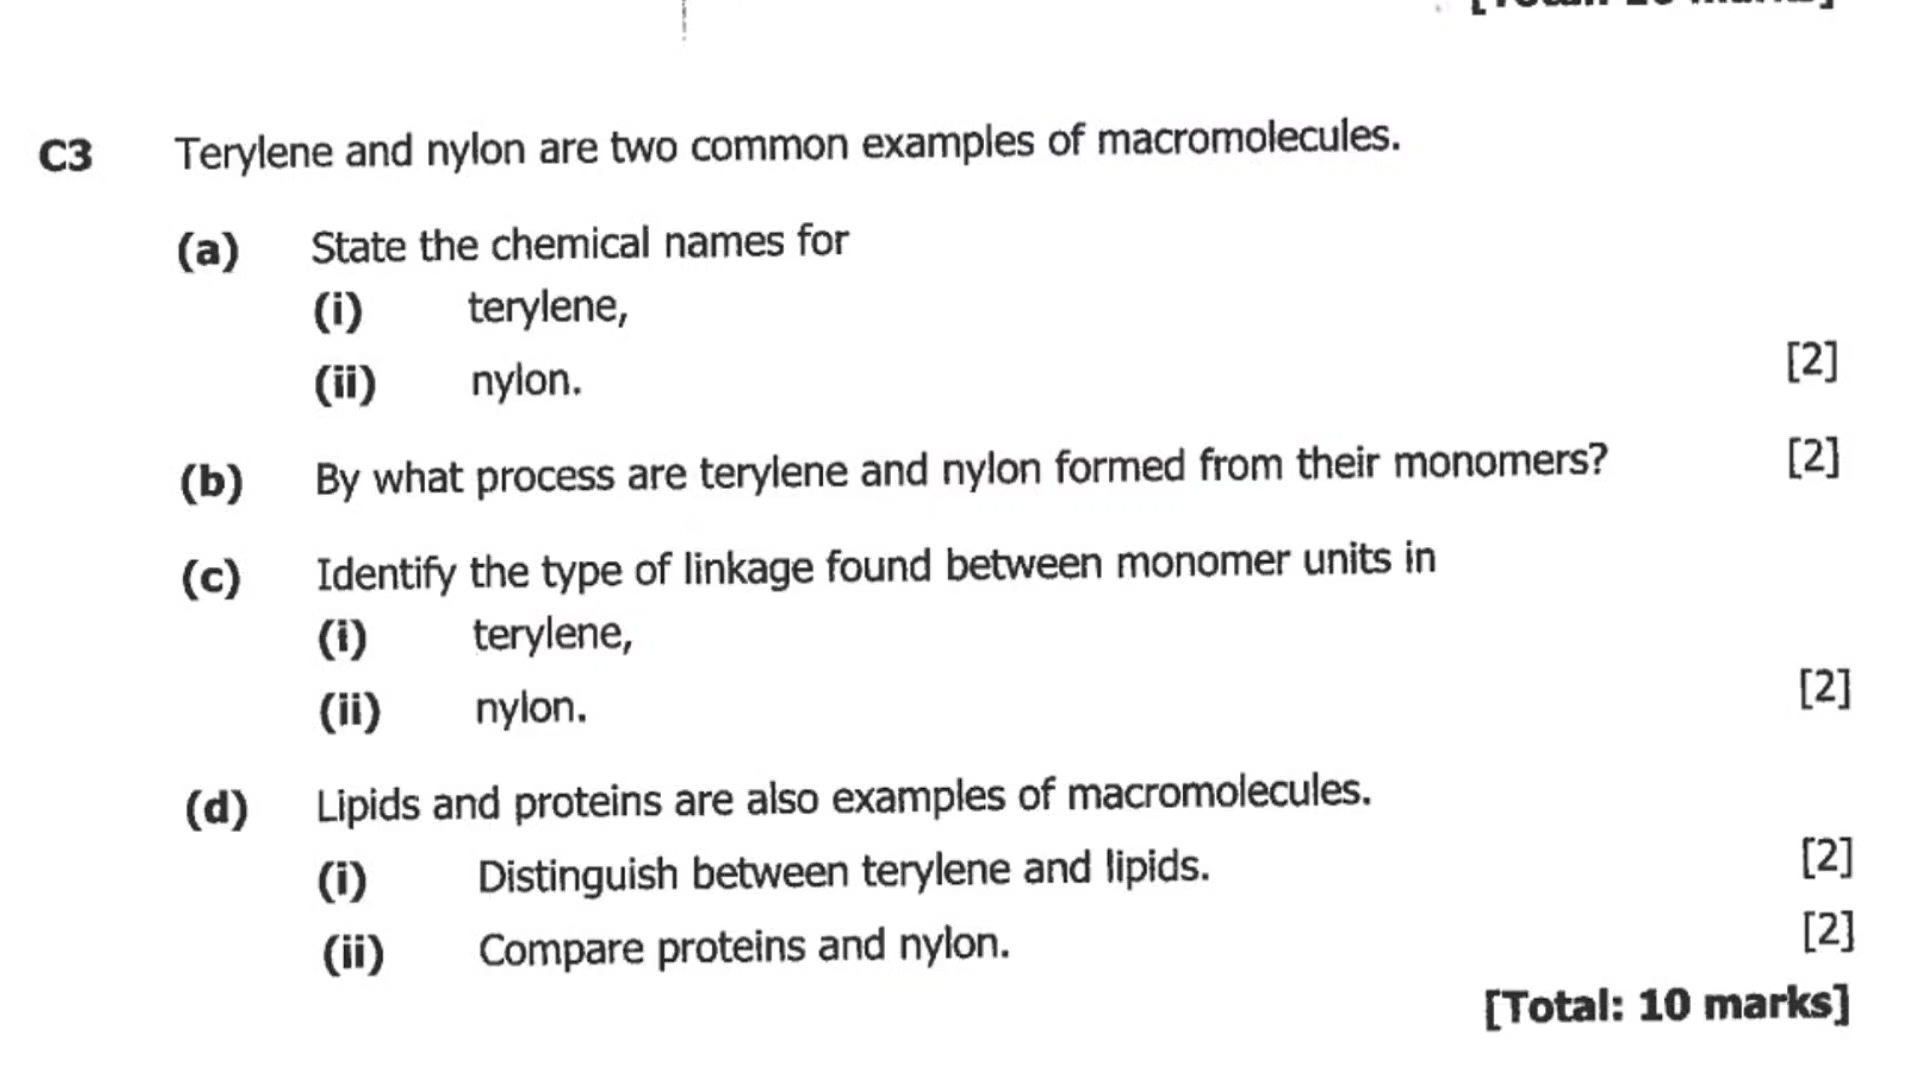 C3 Terylene and nylon are two common examples of macromolecules.
(a) State the chemical names for
(i) terylene,
(ii) nylon. [2]
(b) By what process are terylene and nylon formed from their monomers? [2]
(c) Identify the type of linkage found between monomer units in
(i) terylene,
(ii) nylon. [2]
(d) Lipids and proteins are also examples of macromolecules.
(i) Distinguish between terylene and lipids. [2]
(ii) Compare proteins and nylon. [2]
[Total: 10 marks]